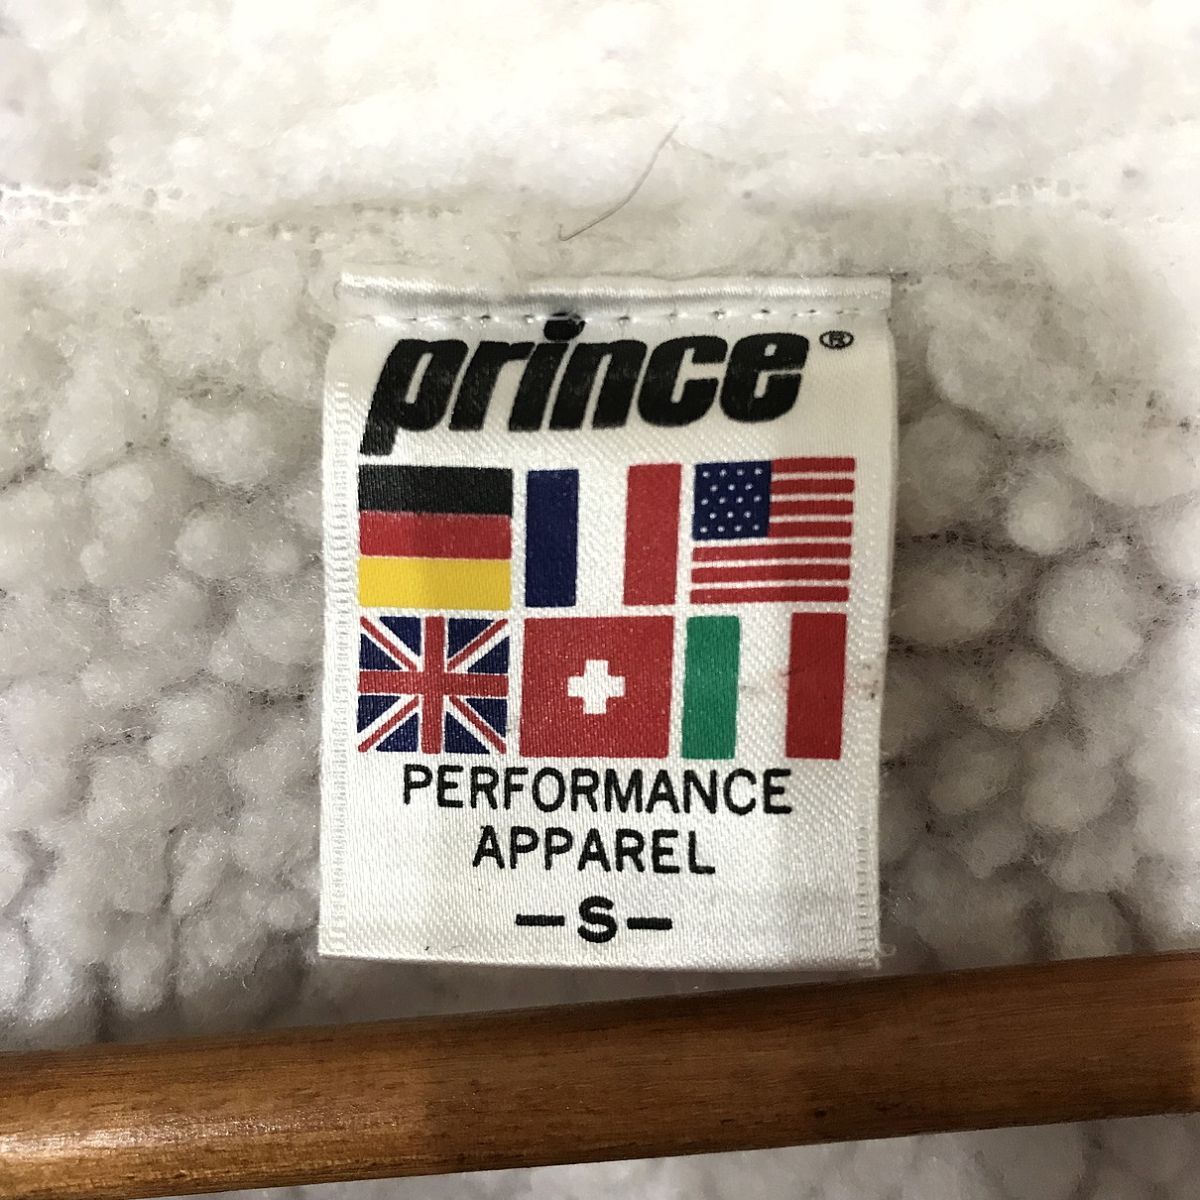 prince®
PERFORMANCE
APPAREL
-S-